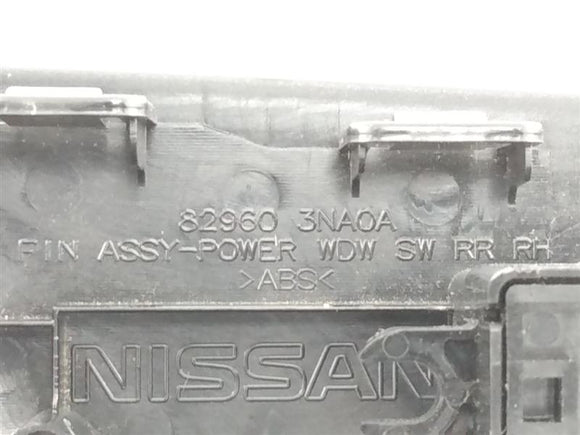 82960 3NA0A
FIN ASSY-POWER WDW SW RR RH
>ABS<
NISSAN